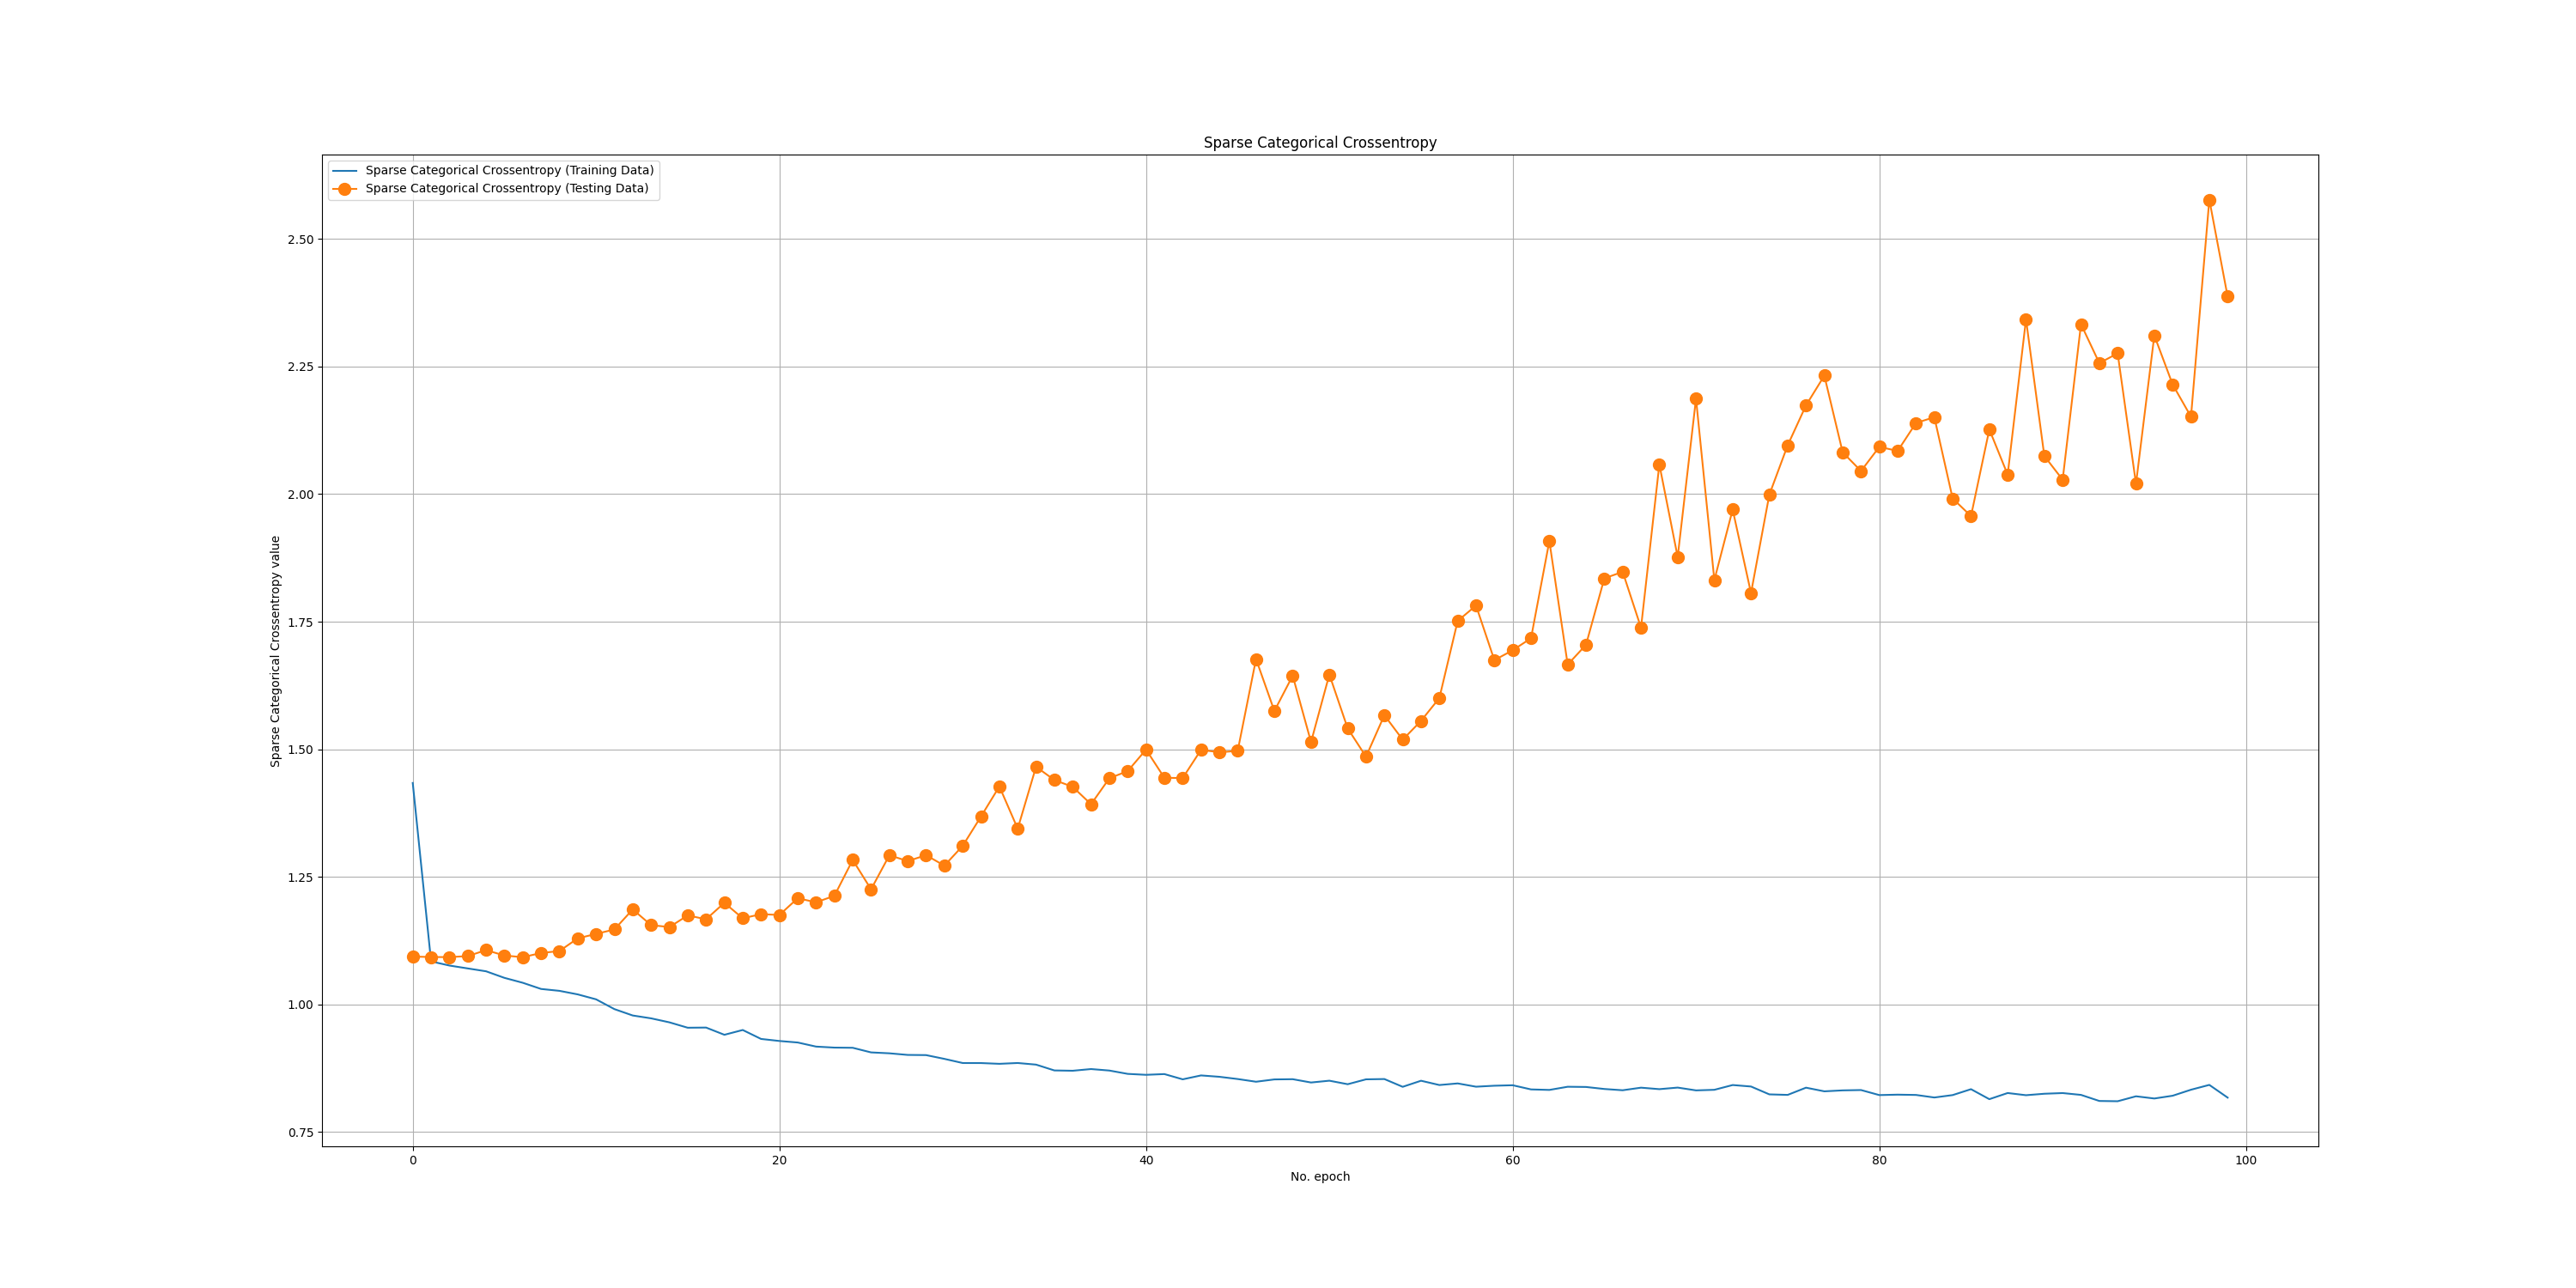 Sparse Categorical Crossentropy
Sparse Categorical Crossentropy (Training Data)
Sparse Categorical Crossentropy (Testing Data)
Sparse Categorical Crossentropy value
2.50
2.25
2.00
1.75
1.50
1.25
1.00
0.75
0 20 40 60 80 100
No. epoch